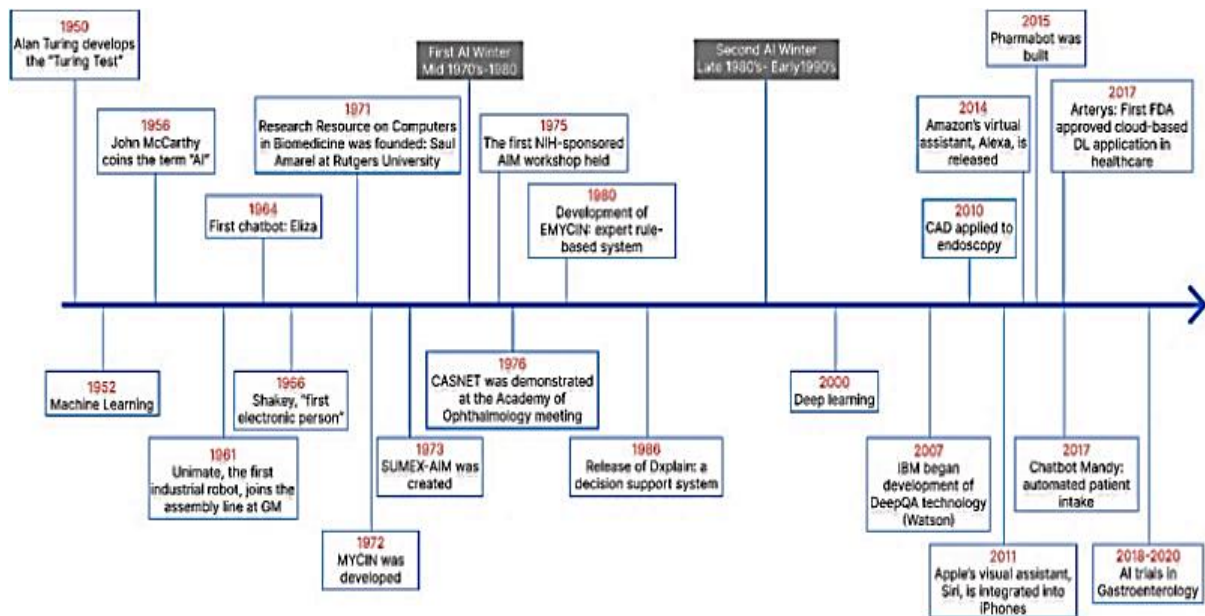 1950
Alan Turing develops
the "Turing Test"
1956
John McCarthy
coins the term "AI"
1964
First chatbot: Eliza
1971
Research Resource on Computers
in Biomedicine was founded: Saul
Amarel at Rutgers University
First AI Winter
Mid 1970's-1980
1975
The first NIH-sponsored
AIM workshop held
1980
Development of
EMYCIN: expert rule-
based system
Second AI Winter
Late 1980's- Early1990's
2010
CAD applied to
endoscopy
2014
Amazon's virtual
assistant, Alexa, is
released
2015
Pharmabot was
built
2017
Arterys: First FDA
approved cloud-based
DL application in
healthcare
1952
Machine Learning
1961
Unimate, the first
industrial robot, joins the
assembly line at GM
1966
Shakey, "first
electronic person"
1972
MYCIN was
developed
1973
SUMEX-AIM was
created
1976
CASNET was demonstrated
at the Academy of
Ophthalmology meeting
1986
Release of Dxplain: a
decision support system
2000
Deep learning
2007
IBM began
development of
DeepQA technology
(Watson)
2011
Apple's visual assistant,
Siri, is integrated into
iPhones
2017
Chatbot Mandy:
automated patient
intake
2018-2020
AI trials in
Gastroenterology